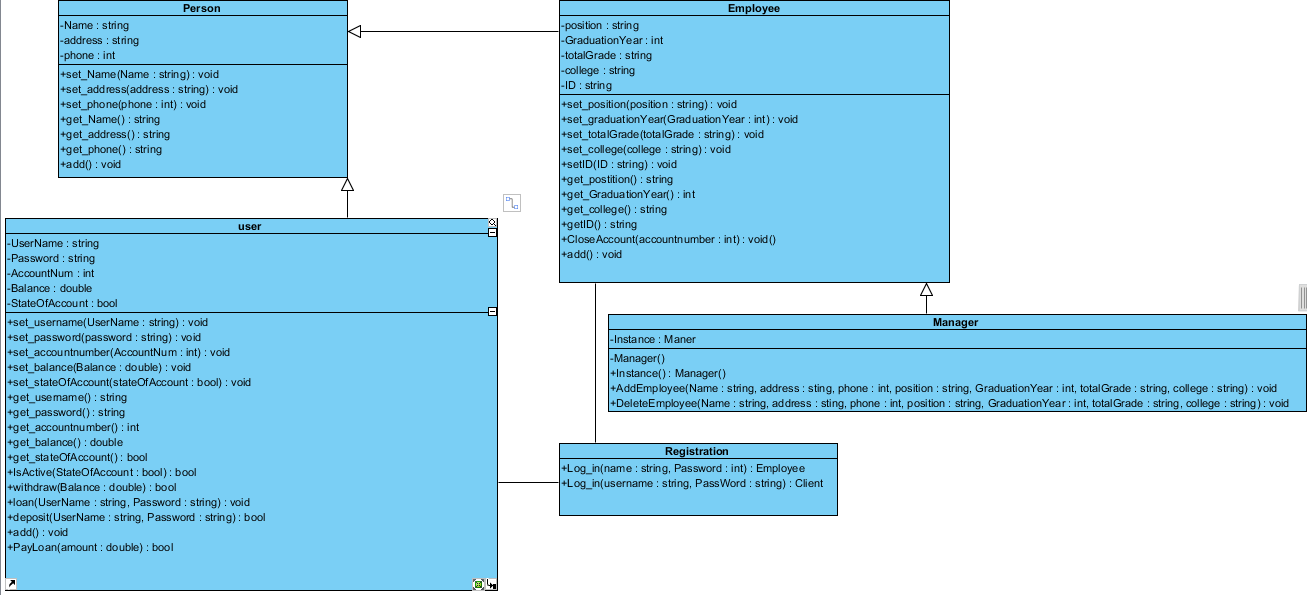 Person
-Name : string
-address : string
-phone : int
+set_Name(Name : string) : void
+set_address(address : string) : void
+set_phone(phone : int) : void
+get_Name() : string
+get_address() : string
+get_phone() : string
+add() : void
Employee
-position : string
-GraduationYear : int
-totalGrade : string
-college : string
-ID : string
+set_position(position : string) : void
+set_graduationYear(GraduationYear : int) : void
+set_totalGrade(totalGrade : string) : void
+set_college(college : string) : void
+setID(ID : string) : void
+get_postition() : string
+get_GraduationYear() : int
+get_college() : string
+getID() : string
+CloseAccount(accountnumber : int) : void()
+add() : void
user
-UserName : string
-Password : string
-AccountNum : int
-Balance : double
-StateOfAccount : bool
+set_username(UserName : string) : void
+set_password(password : string) : void
+set_accountnumber(AccountNum : int) : void
+set_balance(Balance : double) : void
+set_stateOfAccount(stateOfAccount : bool) : void
+get_username() : string
+get_password() : string
+get_accountnumber() : int
+get_balance() : double
+get_stateOfAccount() : bool
+IsActive(StateOfAccount : bool) : bool
+withdraw(Balance : double) : bool
+loan(UserName : string, Password : string) : void
+deposit(UserName : string, Password : string) : bool
+add() : void
+PayLoan(amount : double) : bool
Manager
-Instance : Maner
-Manager()
+Instance() : Manager()
+AddEmployee(Name : string, address : sting, phone : int, position : string, GraduationYear : int, totalGrade : string, college : string) : void
+DeleteEmployee(Name : string, address : sting, phone : int, position : string, GraduationYear : int, totalGrade : string, college : string) : void
Registration
+Log_in(name : string, Password : int) : Employee
+Log_in(username : string, PassWord : string) : Client